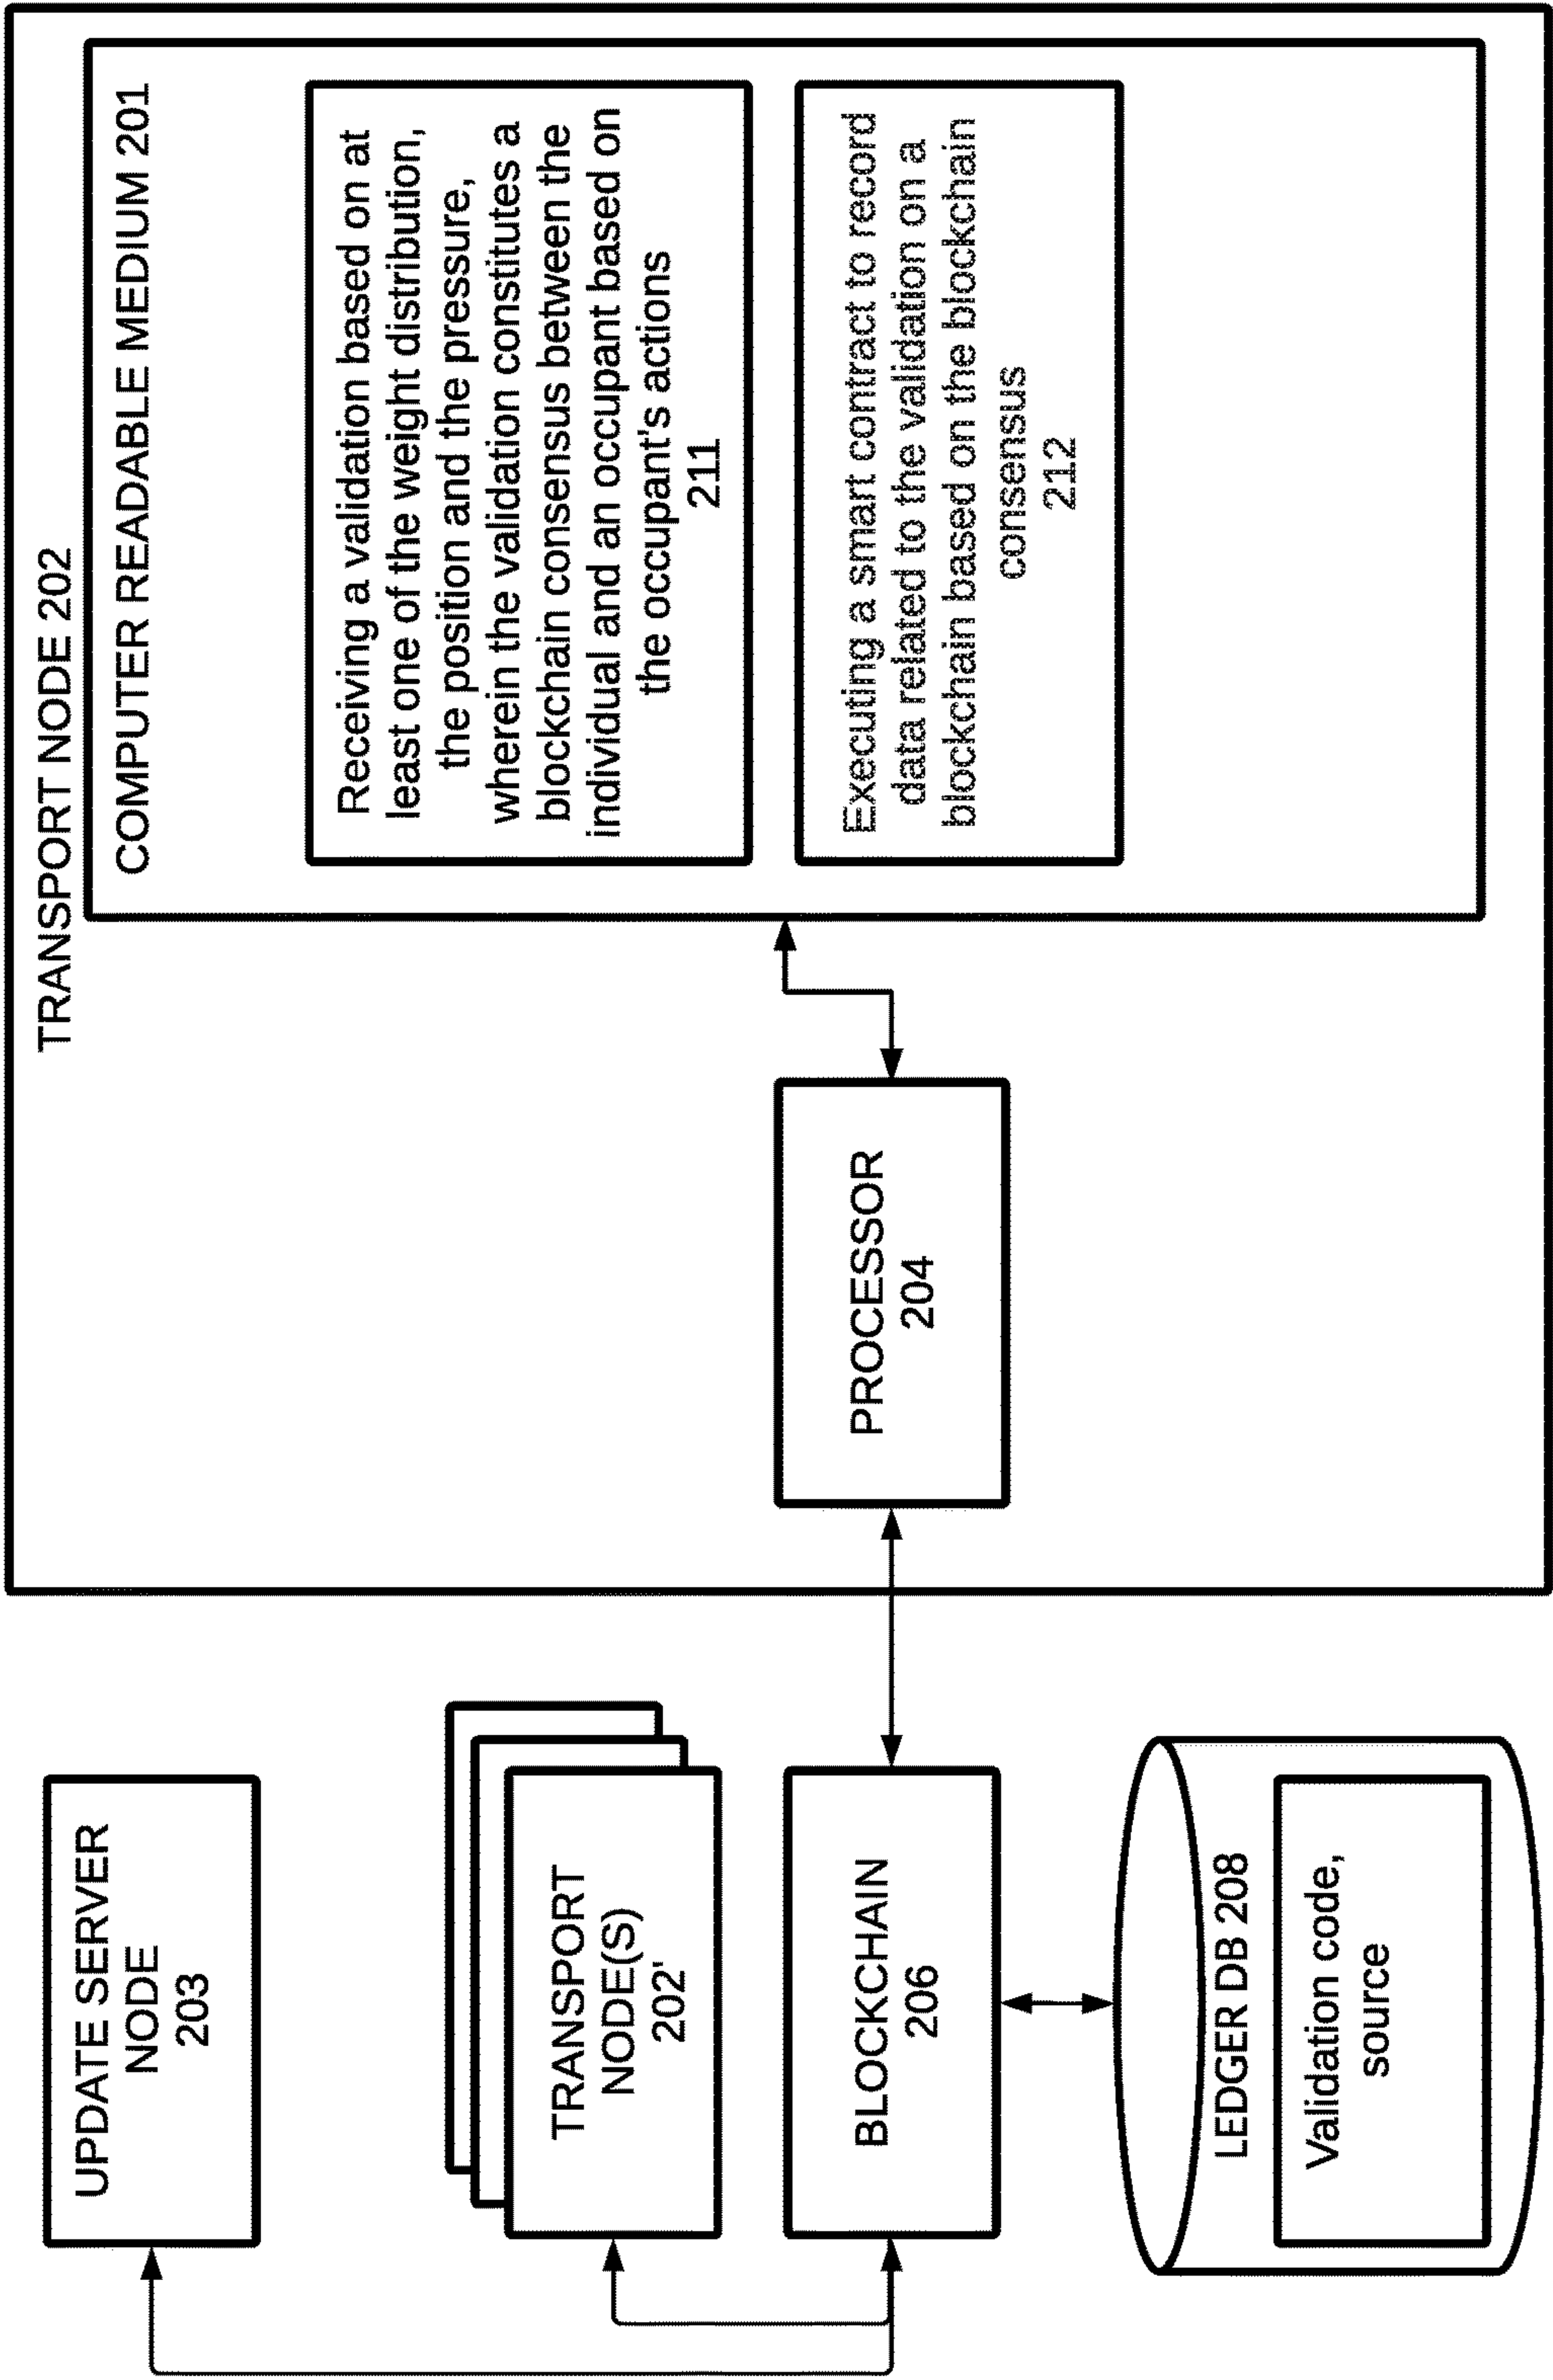 UPDATE SERVER
NODE
203
TRANSPORT
NODE(S)
202'
BLOCKCHAIN
206
LEDGER DB 208
Validation code,
source
TRANSPORT NODE 202
PROCESSOR
204
COMPUTER READABLE MEDIUM 201
Receiving a validation based on at
least one of the weight distribution,
the position and the pressure,
wherein the validation constitutes a
blockchain consensus between the
individual and an occupant based on
the occupant's actions
211
Executing a smart contract to record
data related to the validation on a
blockchain based on the blockchain
consensus
212